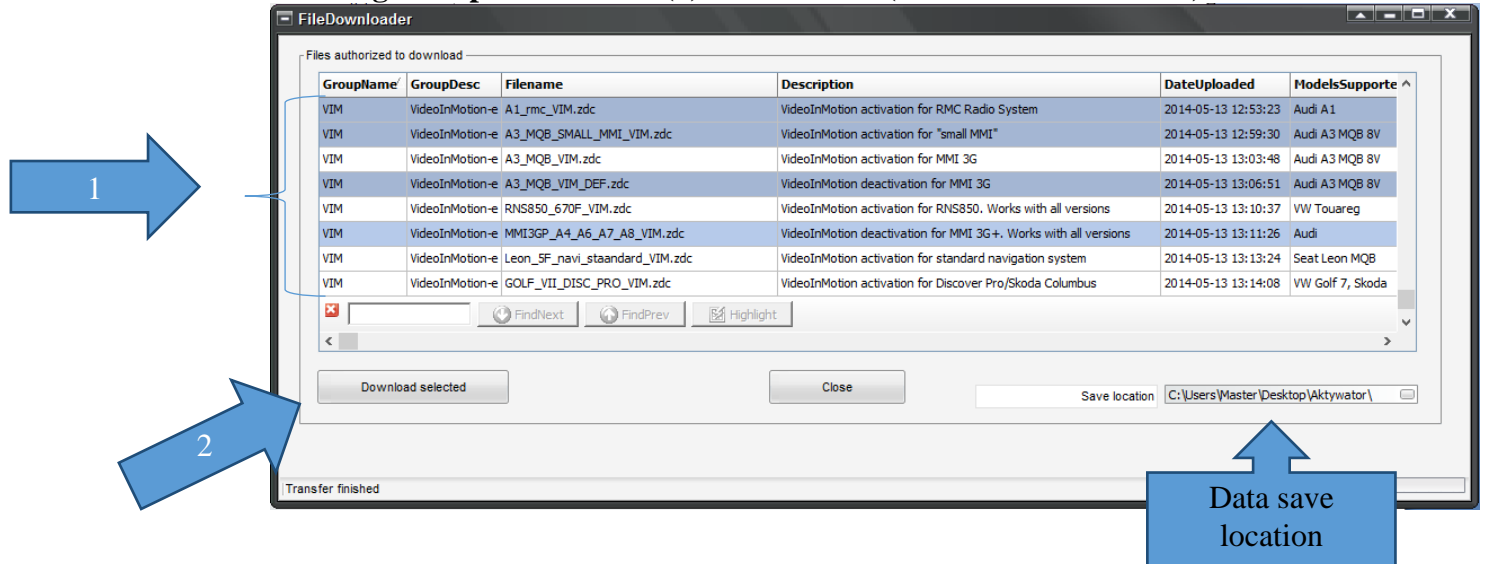 FileDownloader
Files authorized to download
GroupName GroupDesc Filename Description DateUploaded ModelsSupporte
VIM VideoInMotion-e A1_rmc_VIM.zdc VideoInMotion activation for RMC Radio System 2014-05-13 12:53:23 Audi A1
VIM VideoInMotion-e A3_MQB_SMALL_MMI_VIM.zdc VideoInMotion activation for "small MMI" 2014-05-13 12:59:30 Audi A3 MQB 8V
VIM VideoInMotion-e A3_MQB_VIM.zdc VideoInMotion activation for MMI 3G 2014-05-13 13:03:48 Audi A3 MQB 8V
VIM VideoInMotion-e A3_MQB_VIM_DEF.zdc VideoInMotion deactivation for MMI 3G 2014-05-13 13:06:51 Audi A3 MQB 8V
VIM VideoInMotion-e RNS850_670F_VIM.zdc VideoInMotion activation for RNS850. Works with all versions 2014-05-13 13:10:37 VW Touareg
VIM VideoInMotion-e MMI3GP_A4_A6_A7_A8_VIM.zdc VideoInMotion deactivation for MMI 3G+. Works with all versions 2014-05-13 13:11:26 Audi
VIM VideoInMotion-e Leon_5F_navi_staandard_VIM.zdc VideoInMotion activation for standard navigation system 2014-05-13 13:13:24 Seat Leon MQB
VIM VideoInMotion-e GOLF_VII_DISC_PRO_VIM.zdc VideoInMotion activation for Discover Pro/Skoda Columbus 2014-05-13 13:14:08 VW Golf 7, Skoda
1
FindNext FindPrev Highlight
Download selected Close Save location C:\Users\Master\Desktop\Aktywator\
2
Transfer finished
Data save
location